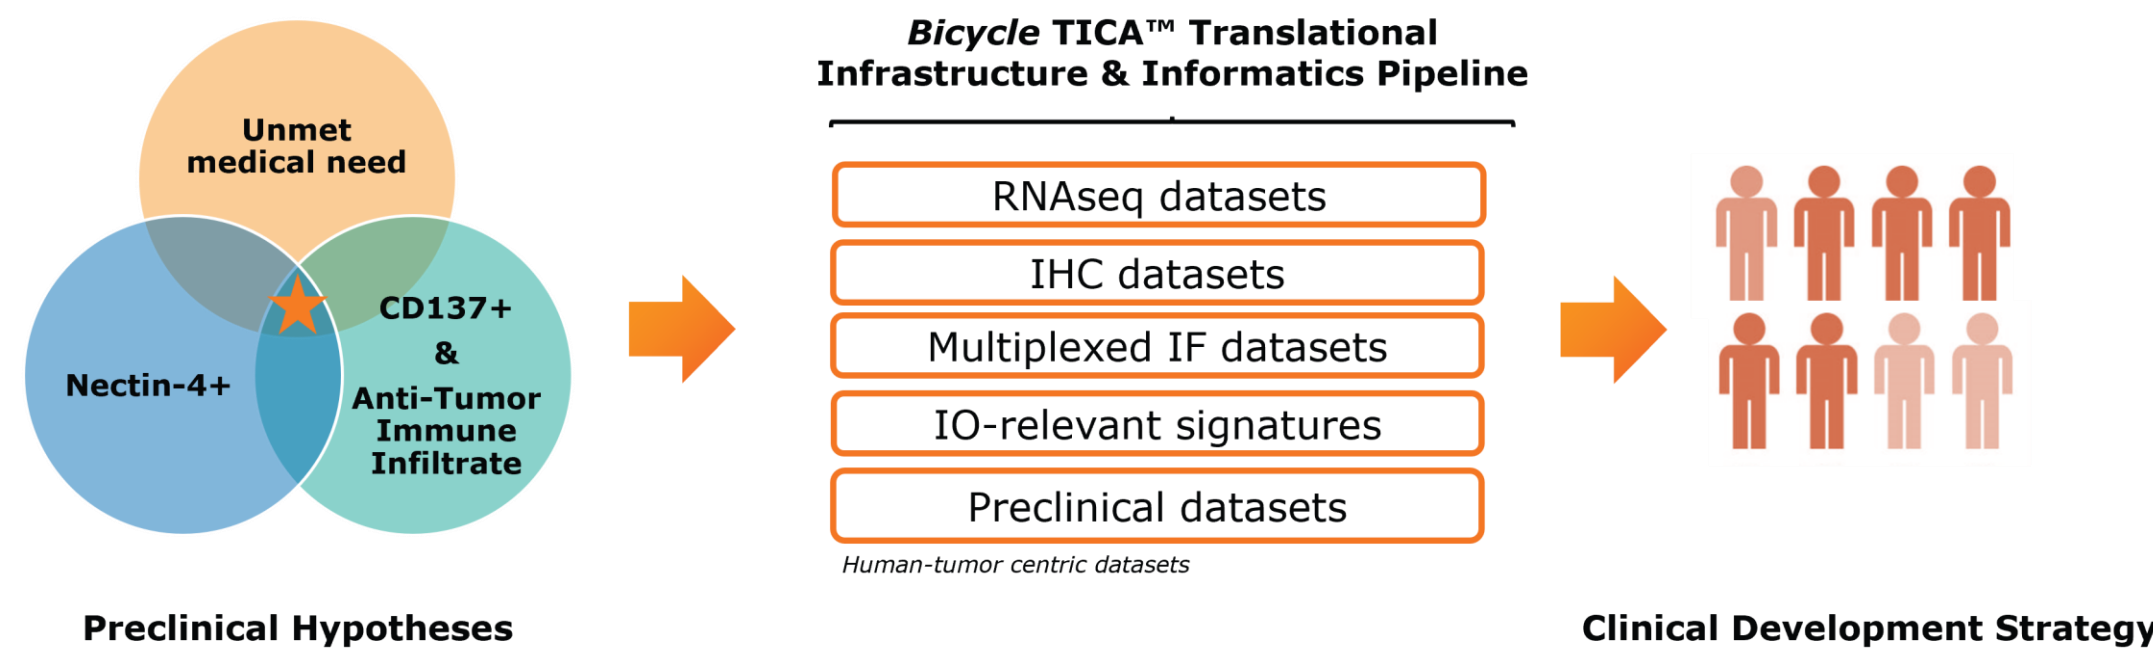 Unmet
medical need
Nectin-4+
CD137+
&
Anti-Tumor
Immune
Infiltrate
Preclinical Hypotheses
Bicycle TICA™ Translational
Infrastructure & Informatics Pipeline
RNAseq datasets
IHC datasets
Multiplexed IF datasets
IO-relevant signatures
Preclinical datasets
Human-tumor centric datasets
Clinical Development Strategy